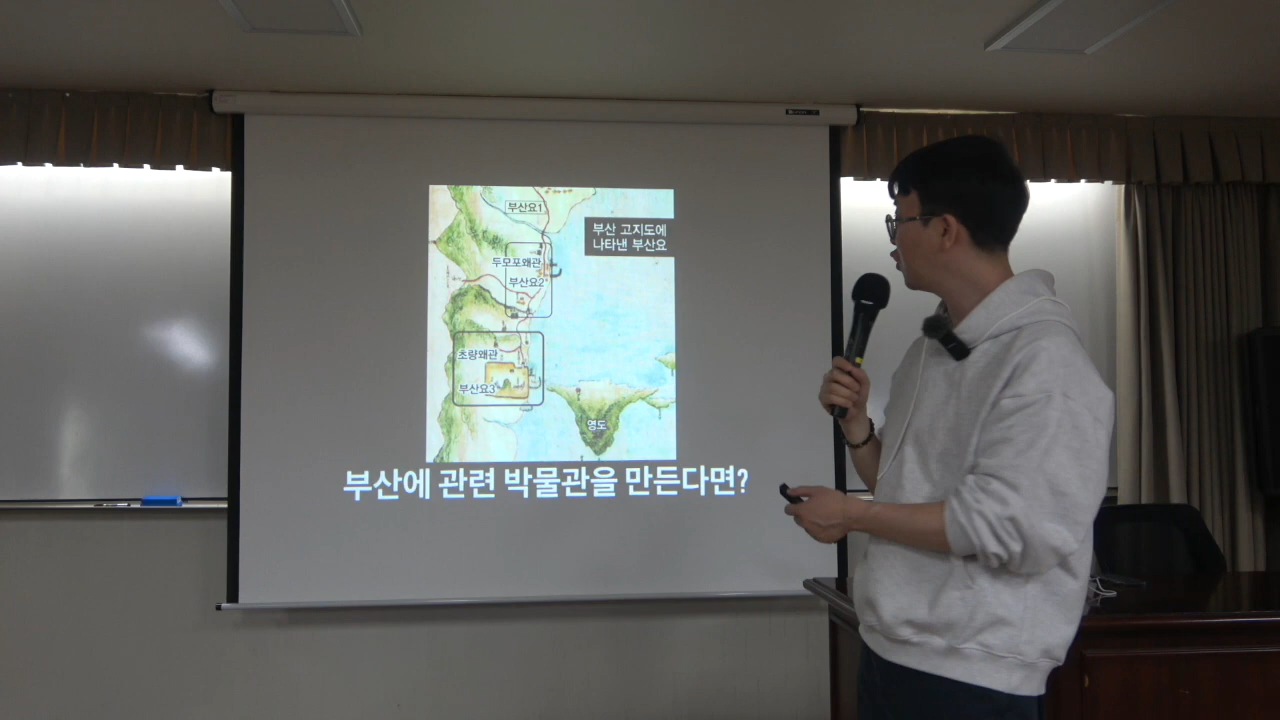 부산요1
부산 고지도에
나타낸 부산요
두모포왜관
부산요2
초량왜관
부산요3
영도
부산에 관련 박물관을 만든다면?